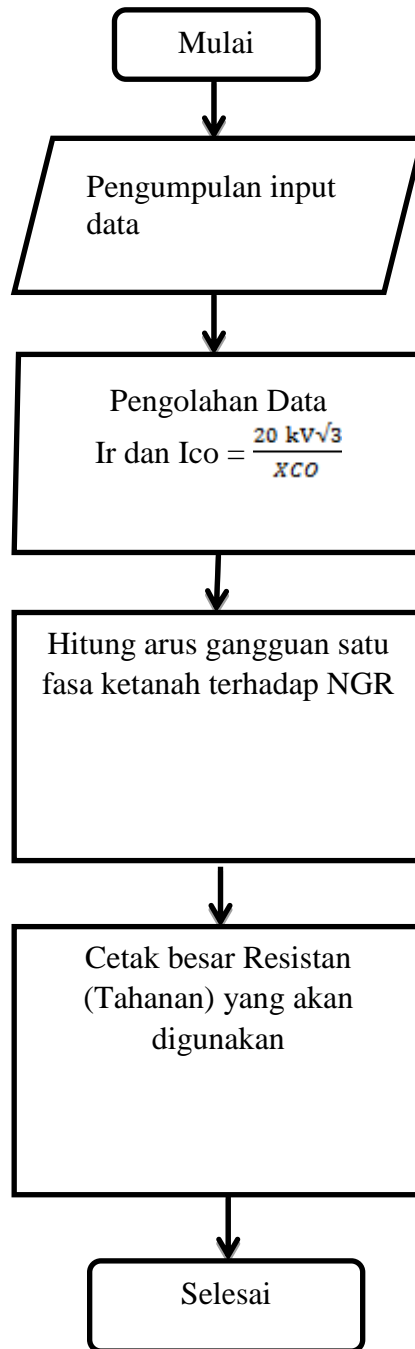 Mulai
Pengumpulan input
data
Pengolahan Data
Ir dan Ico = \frac{20 kV√3}{XCO}
Hitung arus gangguan satu
fasa ketanah terhadap NGR
Cetak besar Resistan
(Tahanan) yang akan
digunakan
Selesai